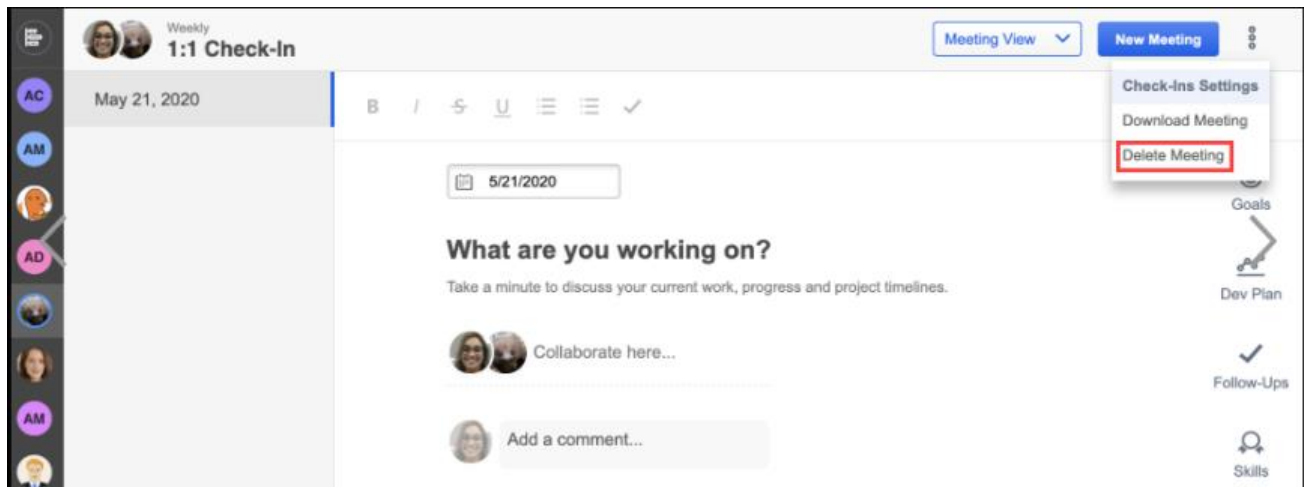 Weekly
1:1 Check-In
Meeting View
New Meeting
Check-Ins Settings
Download Meeting
Delete Meeting
AC
AM
AD
AM
May 21, 2020
B I S U
5/21/2020
What are you working on?
Take a minute to discuss your current work, progress and project timelines.
Collaborate here...
Add a comment...
Goals
Dev Plan
Follow-Ups
Skills